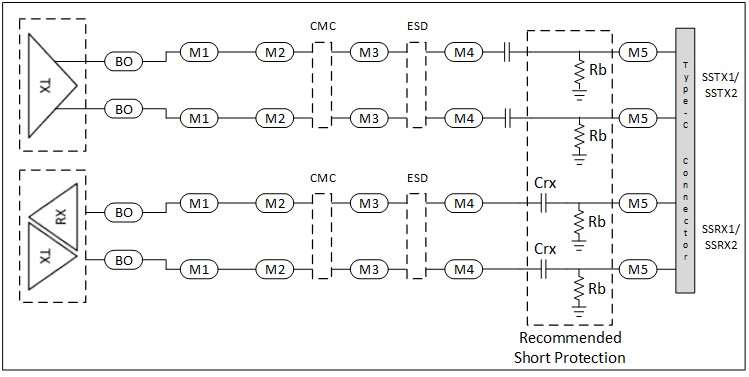 CMC ESD
TX BO M1 M2 M3 M4 M5
Rb
SSTX1/
SSTX2
BO M1 M2 M3 M4 M5
Rb
Type-C Connector
CMC ESD
Crx
RX BO M1 M2 M3 M4 M5
Rb
SSRX1/
SSRX2
Crx
TX BO M1 M2 M3 M4 M5
Rb
Recommended
Short Protection